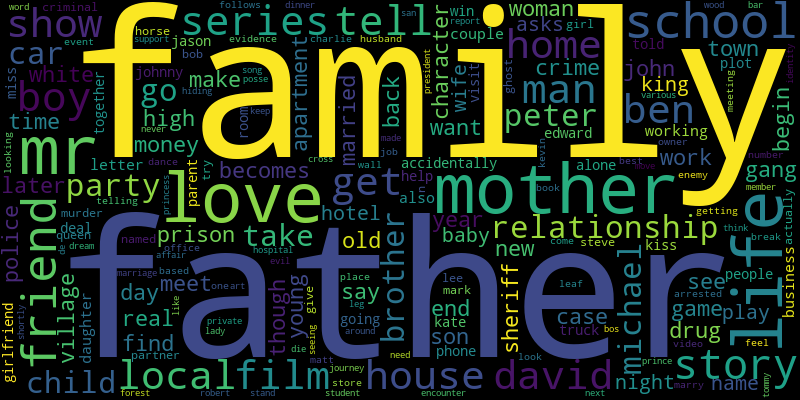 family
father
mother
love
life
friend
mr
boy
show
series
tell
school
home
man
ben
peter
get
relationship
story
david
house
film
local
child
party
go
car
take
brother
michael
sheriff
character
woman
asks
win
couple
town
plot
john
king
crime
wife
visit
girl
report
told
wood
bar
word
criminal
follows
dinner
san
event
horse
support
evidence
charlie
husband
jason
bob
johnny
song
posse
hiding
keep
president
ghost
various
meeting
identity
begin
miss
white
make
together
time
high
money
never
room
apartment
married
made
job
back
want
edward
working
owner
work
gang
looking
dance
letter
becomes
try
cross
wall
accidentally
alone
kevin
best
love
number
enemy
later
parent
princess
help
also
book
member
getting
telling
murder
deal
queen
de
dream
police
prison
hotel
old
year
baby
new
steve
come
kiss
think
break
actually
named
office
affair
hospital
evil
marriage
based
oneart
village
day
meet
real
find
partner
daughter
like
private
lady
though
young
seeing
give
place
leg
going
around
say
die
matt
need
journey
lee
mark
end
kate
son
phone
look
leaf
truck
bos
case
see
people
game
play
arrested
drug
video
feel
business
prince
marry
night
name
tommy
girlfriend
shortly
forest
robert
stand
store
student
encounter
next